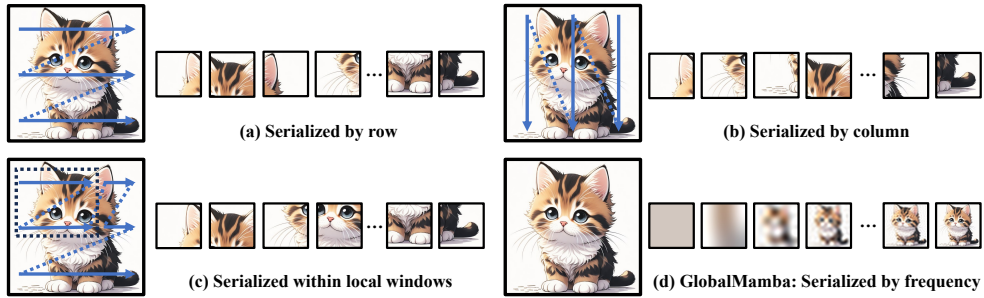 (a) Serialized by row
(b) Serialized by column
(c) Serialized within local windows
(d) GlobalMamba: Serialized by frequency